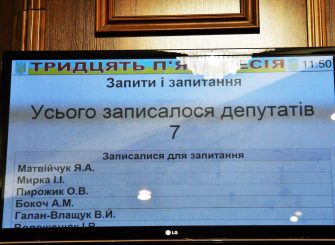 ТРИДЦЯТЬ П'Я ЕСІЯ 11:50
Запити і запитання
Усього записалося депутатів
7
Записалися для запитання
Матвійчук Я.А.
Мирка І.І.
Пирожик О.В.
Бокоч А.М.
Галан-Влащук В.Й.
LG